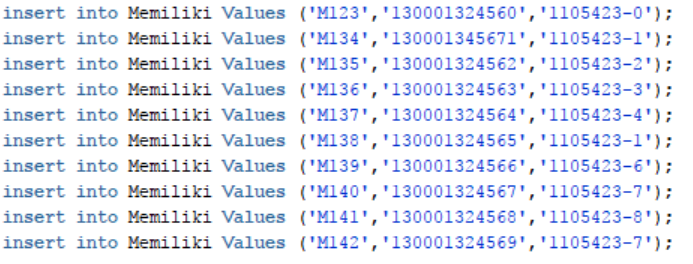 insert into Memiliki Values ('M123','130001324560','1105423-0');
insert into Memiliki Values ('M134','130001345671','1105423-1');
insert into Memiliki Values ('M135','130001324562','1105423-2');
insert into Memiliki Values ('M136','130001324563','1105423-3');
insert into Memiliki Values ('M137','130001324564','1105423-4');
insert into Memiliki Values ('M138','130001324565','1105423-1');
insert into Memiliki Values ('M139','130001324566','1105423-6');
insert into Memiliki Values ('M140','130001324567','1105423-7');
insert into Memiliki Values ('M141','130001324568','1105423-8');
insert into Memiliki Values ('M142','130001324569','1105423-7');